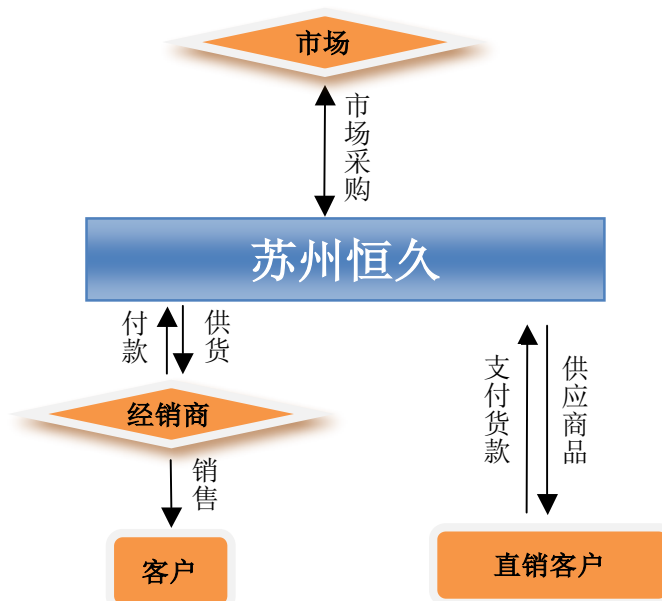 市场
市场采购
苏州恒久
付款
供货
支付货款
供应商品
经销商
销售
客户
直销客户